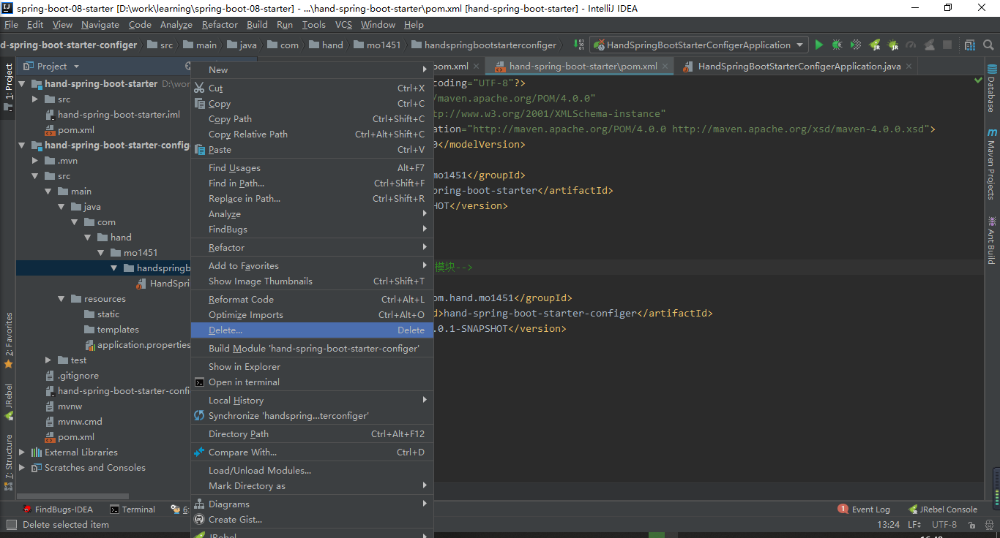 spring-boot-08-starter [D:\work\learning\spring-boot-08-starter] - ...\hand-spring-boot-starter\pom.xml [hand-spring-boot-starter] - IntelliJ IDEA
File Edit View Navigate Code Analyze Refactor Build Run Tools VCS Window Help
d-spring-boot-starter-configer src main java com hand mo1451 handspringbootstarterconfiger HandSpringBootStarterConfigerApplication
Project
pom.xml hand-spring-boot-starter\pom.xml HandSpringBootStarterConfigerApplication.java
1: Project
2: Favorites
JRebel
7: Structure
hand-spring-boot-starter D:\wor
src
hand-spring-boot-starter.iml
pom.xml
hand-spring-boot-starter-config
.mvn
src
main
java
com
hand
mo1451
handspringb
HandSpri
resources
static
templates
application.properties
test
.gitignore
hand-spring-boot-starter-confi
mvnw
mvnw.cmd
pom.xml
External Libraries
Scratches and Consoles
New
Cut Ctrl+X
Copy Ctrl+C
Copy Path Ctrl+Shift+C
Copy Relative Path Ctrl+Alt+Shift+C
Paste Ctrl+V
Find Usages Alt+F7
Find in Path... Ctrl+Shift+F
Replace in Path... Ctrl+Shift+R
Analyze
FindBugs
Refactor
Add to Favorites
Show Image Thumbnails Ctrl+Shift+T
Reformat Code Ctrl+Alt+L
Optimize Imports Ctrl+Alt+O
Delete... Delete
Build Module 'hand-spring-boot-starter-configer'
Show in Explorer
Open in terminal
Local History
Synchronize 'handspring...terconfiger'
Directory Path Ctrl+Alt+F12
Compare With... Ctrl+D
Load/Unload Modules...
Mark Directory as
Diagrams
Create Gist...
JRebel
coding="UTF-8"?>
/maven.apache.org/POM/4.0.0"
tp://www.w3.org/2001/XMLSchema-instance"
ation="http://maven.apache.org/POM/4.0.0 http://maven.apache.org/xsd/maven-4.0.0.xsd">
0</modelVersion>
mo1451</groupId>
pring-boot-starter</artifactId>
HOT</version>
模块-->
om.hand.mo1451</groupId>
d>hand-spring-boot-starter-configer</artifactId>
.0.1-SNAPSHOT</version>
Database
Maven Projects
Ant Build
FindBugs-IDEA Terminal 6: 1 Event Log JRebel Console
Delete selected item 13:24 LF UTF-8